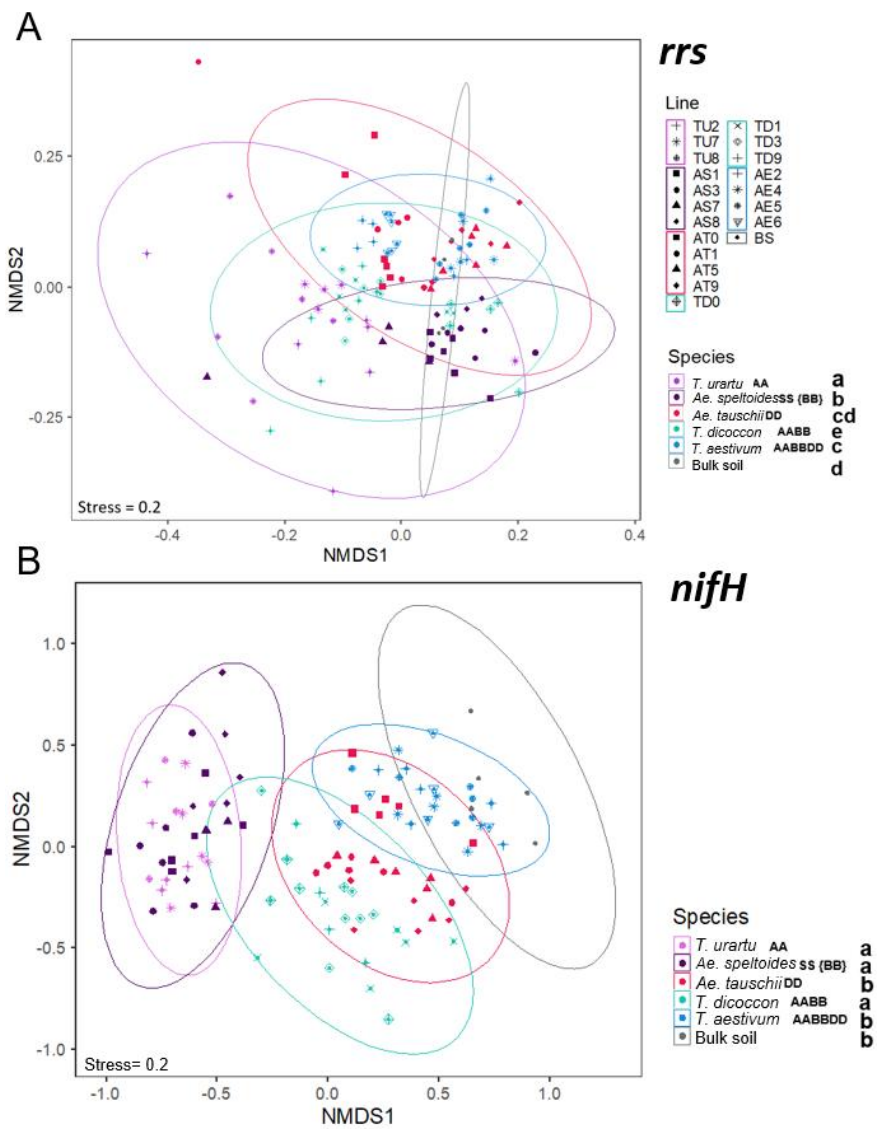 A
rrs
NMDS2
0.25
0.00
-0.25
Stress = 0.2
-0.4
-0.2
0.0
0.2
0.4
NMDS1
Line
TU2 TD1
TU7 TD3
TU8 TD9
AS1 AE2
AS3 AE4
AS7 AE5
AS8 AE6
AT0 BS
AT1
AT5
AT9
TD0
Species
T. urartu AA a
Ae. speltoides SS {BB} b
Ae. tauschii DD cd
T. dicoccon AABB e
T. aestivum AABBDD c
Bulk soil d
B
nifH
NMDS2
1.0
0.5
0.0
-0.5
-1.0
Stress= 0.2
-1.0
-0.5
0.0
0.5
1.0
NMDS1
Species
T. urartu AA a
Ae. speltoides SS {BB} a
Ae. tauschii DD b
T. dicoccon AABB a
T. aestivum AABBDD b
Bulk soil b